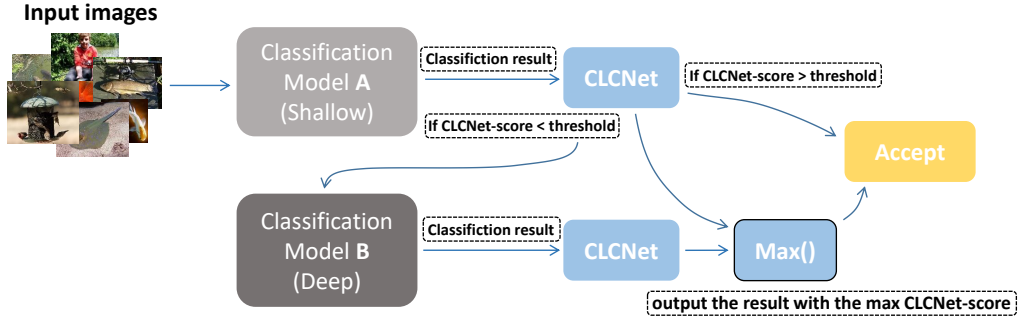 Input images
Classification
Model A
(Shallow)
Classifiction result
CLCNet
If CLCNet-score > threshold
If CLCNet-score < threshold
Accept
Classification
Model B
(Deep)
Classifiction result
CLCNet
Max()
output the result with the max CLCNet-score